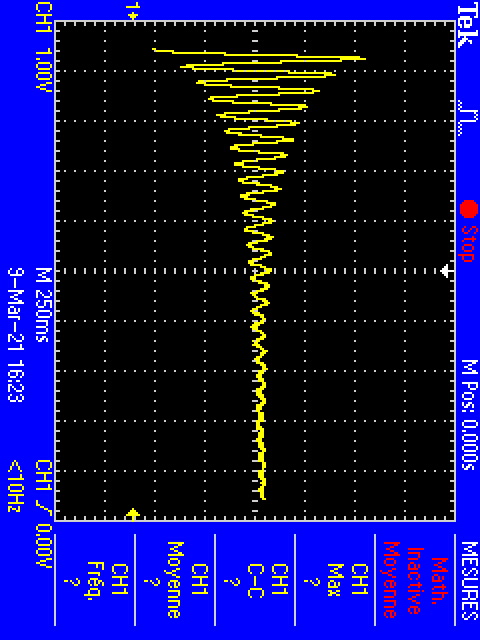 Tek
Stop
M Pos: 0.000s
MESURES
Math.
Inactive
Moyenne
CH1
Max
?
CH1
C-C
?
CH1
Moyenne
?
CH1
Fréq.
?
1
CH1 1.00V
M 250ms
CH1 / 0.00V
9-Mar-21 16:23
<10Hz